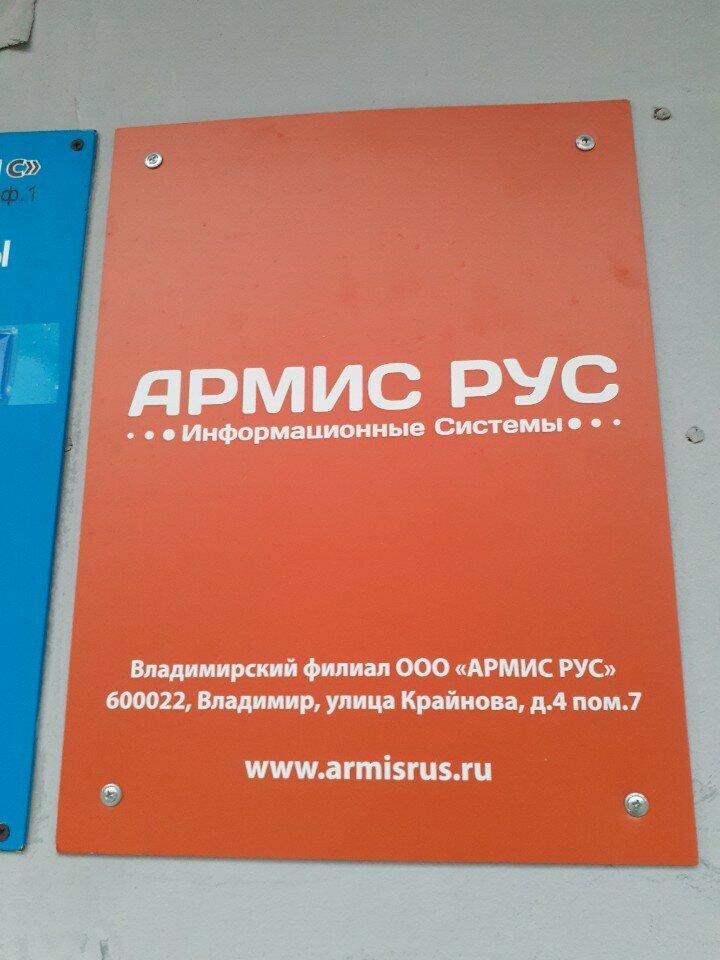 С»
ф.1
Ы
АРМИС РУС
Информационные Системы
Владимирский филиал ООО «АРМИС РУС»
600022, Владимир, улица Крайнова, д.4 пом.7
www.armisrus.ru